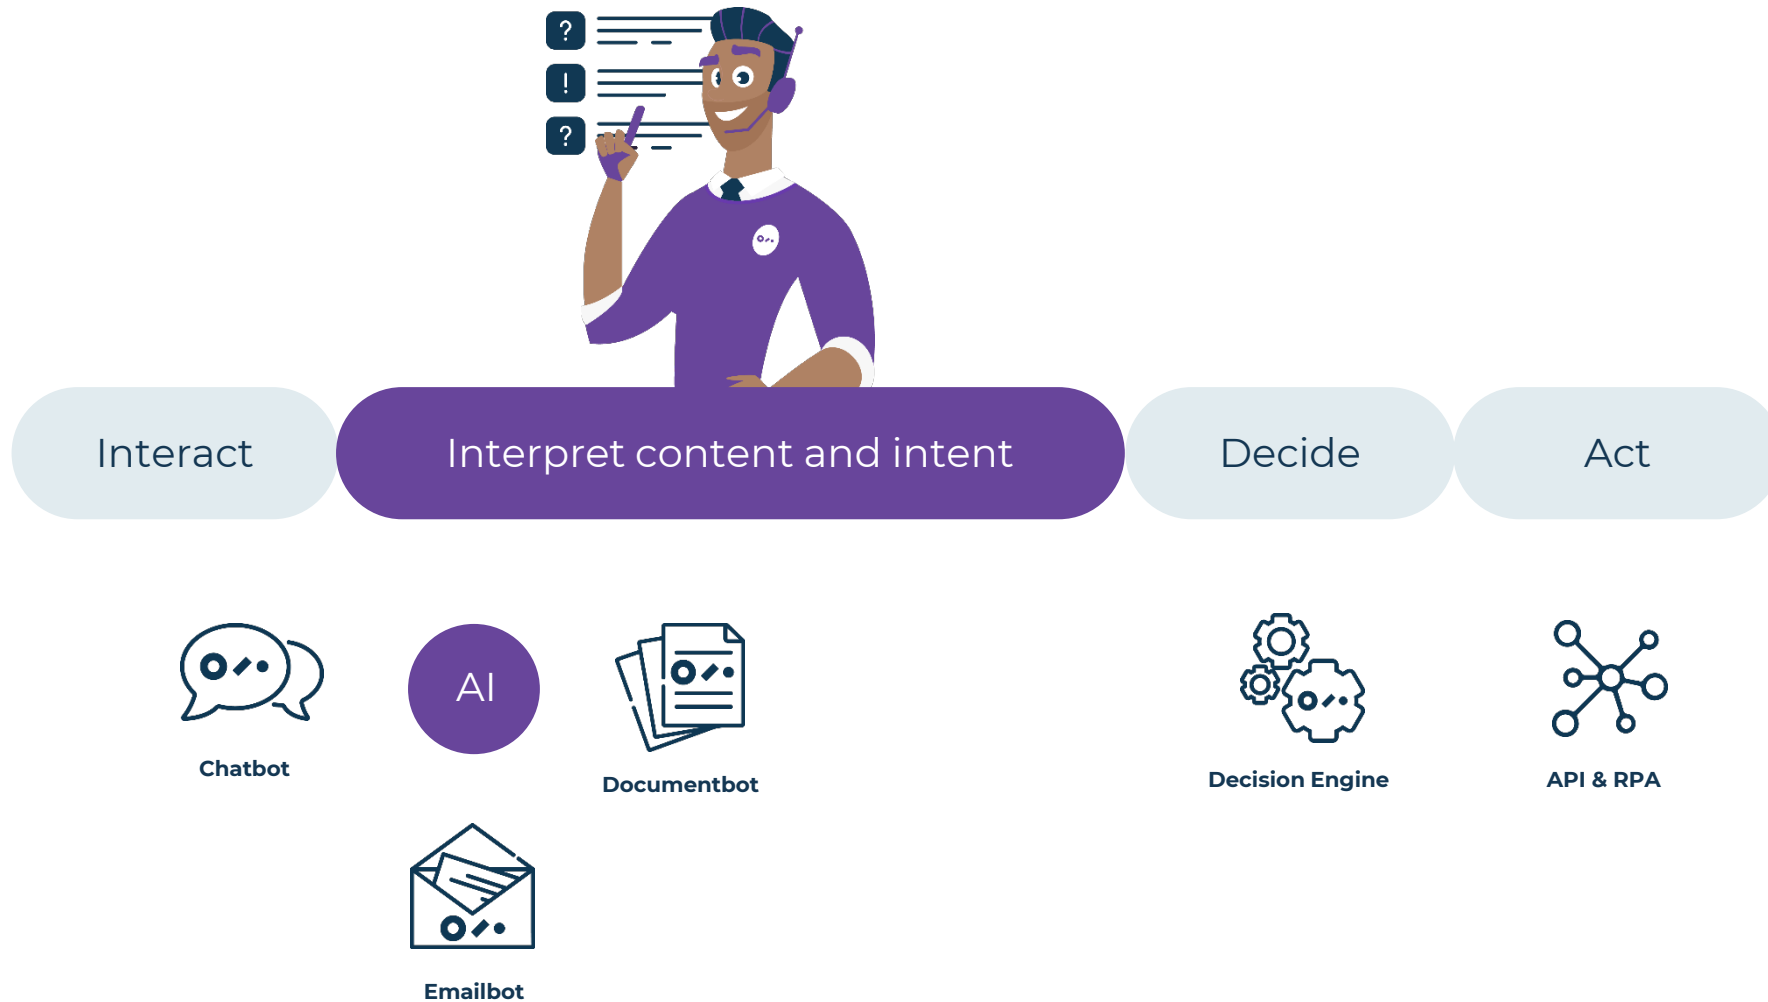 ?
!
?
Interact
Interpret content and intent
Decide
Act
AI
Chatbot
Documentbot
Decision Engine
API & RPA
Emailbot